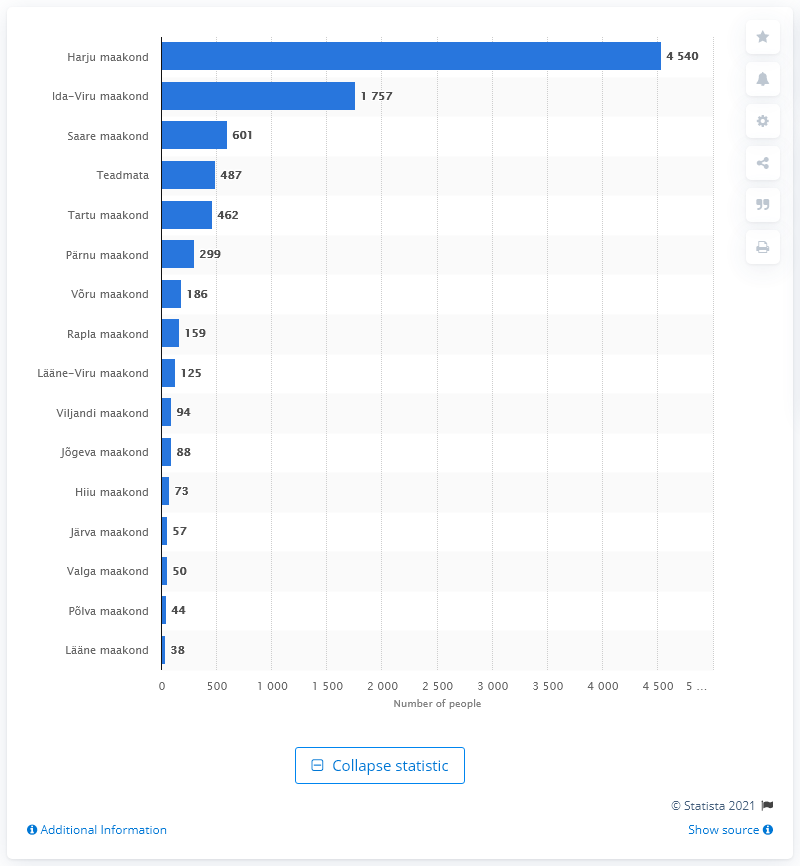 Harju maakond 4 540
Ida-Viru maakond 1 757
Saare maakond 601
Teadmata 487
Tartu maakond 462
Pärnu maakond 299
Võru maakond 186
Rapla maakond 159
Lääne-Viru maakond 125
Viljandi maakond 94
Jõgeva maakond 88
Hiiu maakond 73
Järva maakond 57
Valga maakond 50
Põlva maakond 44
Lääne maakond 38
0 500 1 000 1 500 2 000 2 500 3 000 3 500 4 000 4 500 5 ...
Number of people
Collapse statistic
© Statista 2021
Additional Information
Show source